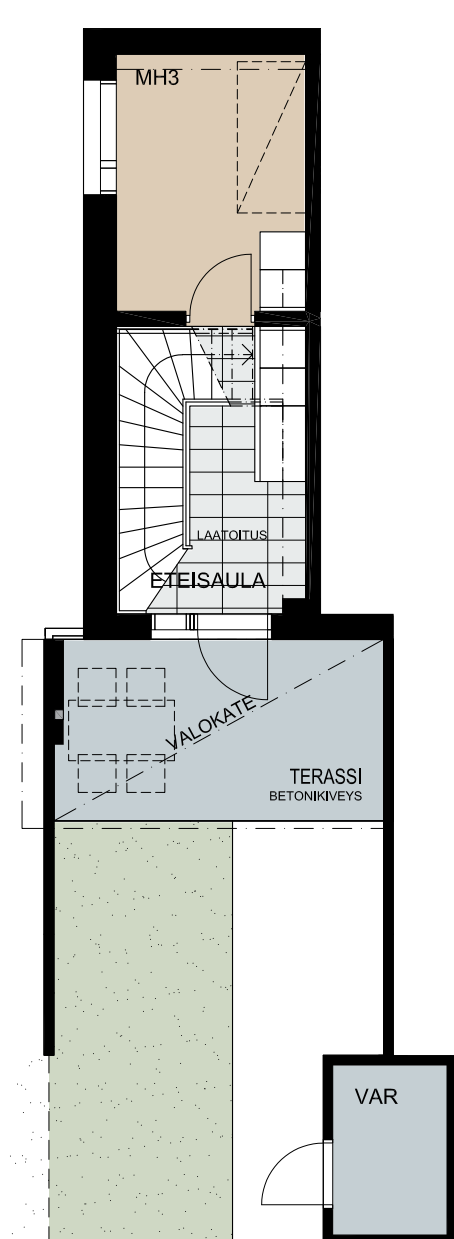 MH3
LAATOITUS
ETEISAULA
VALOKATE
TERASSI
BETONIKIVEYS
VAR